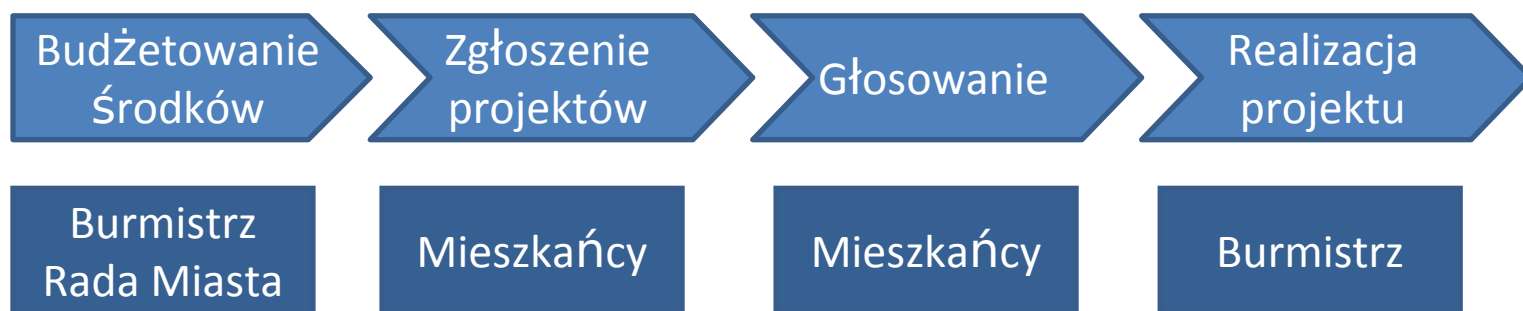 Budżetowanie
środków
Zgłoszenie
projektów
Głosowanie
Realizacja
projektu
Burmistrz
Rada Miasta
Mieszkańcy
Mieszkańcy
Burmistrz